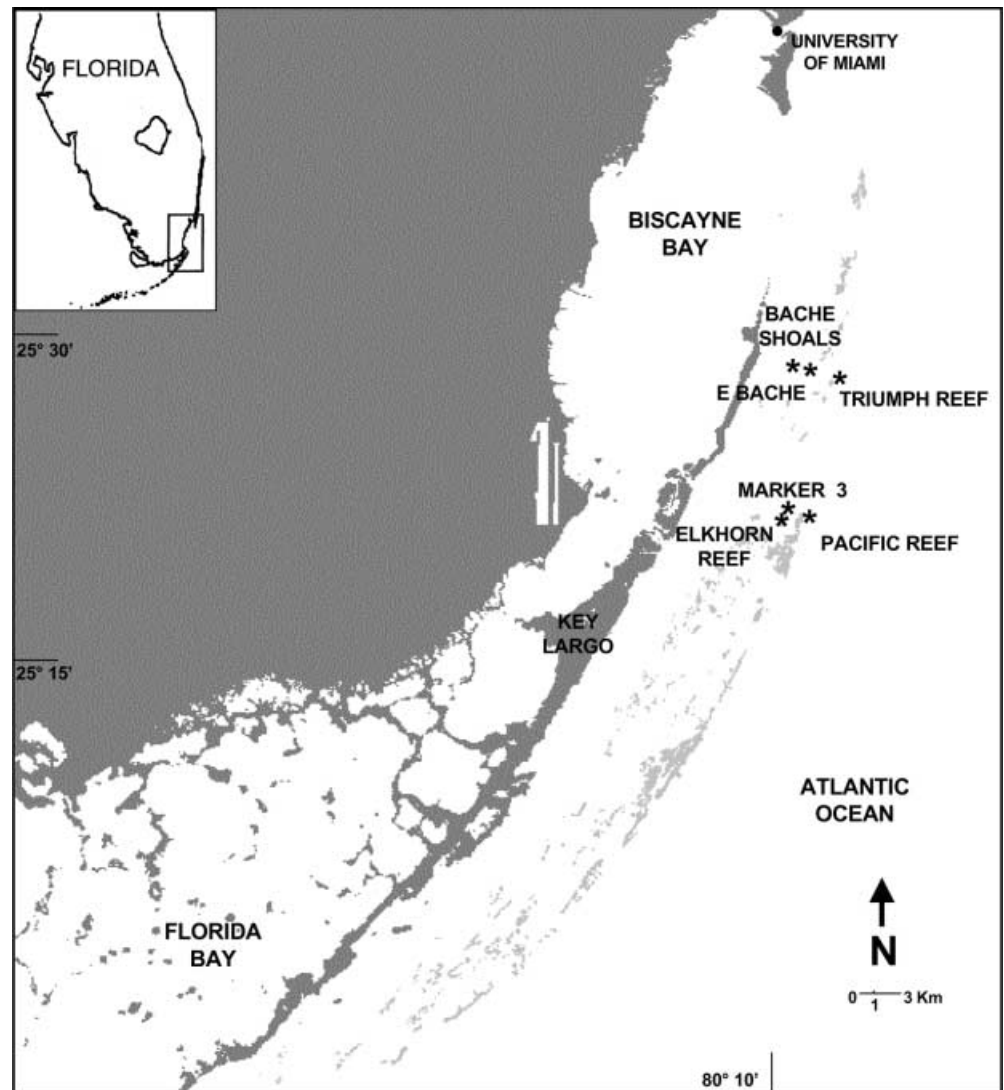 FLORIDA
UNIVERSITY
OF MIAMI
BISCAYNE
BAY
BACHE
SHOALS
25° 30'
E BACHE
TRIUMPH REEF
MARKER 3
ELKHORN
REEF
PACIFIC REEF
KEY
LARGO
25° 15'
ATLANTIC
OCEAN
FLORIDA
BAY
N
0 1 3 Km
80° 10'